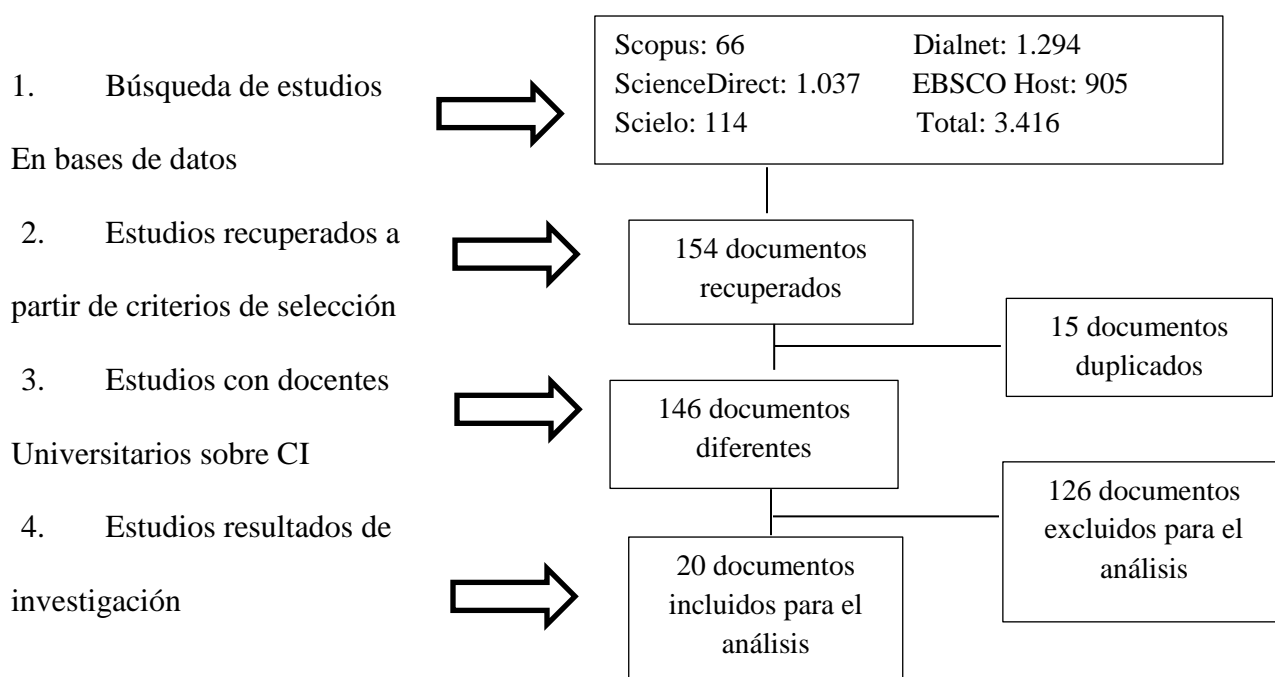 1. Búsqueda de estudios
En bases de datos
2. Estudios recuperados a
partir de criterios de selección
3. Estudios con docentes
Universitarios sobre CI
4. Estudios resultados de
investigación
Scopus: 66 Dialnet: 1.294
ScienceDirect: 1.037 EBSCO Host: 905
Scielo: 114 Total: 3.416
154 documentos
recuperados
15 documentos
duplicados
146 documentos
diferentes
126 documentos
excluidos para el
análisis
20 documentos
incluidos para el
análisis